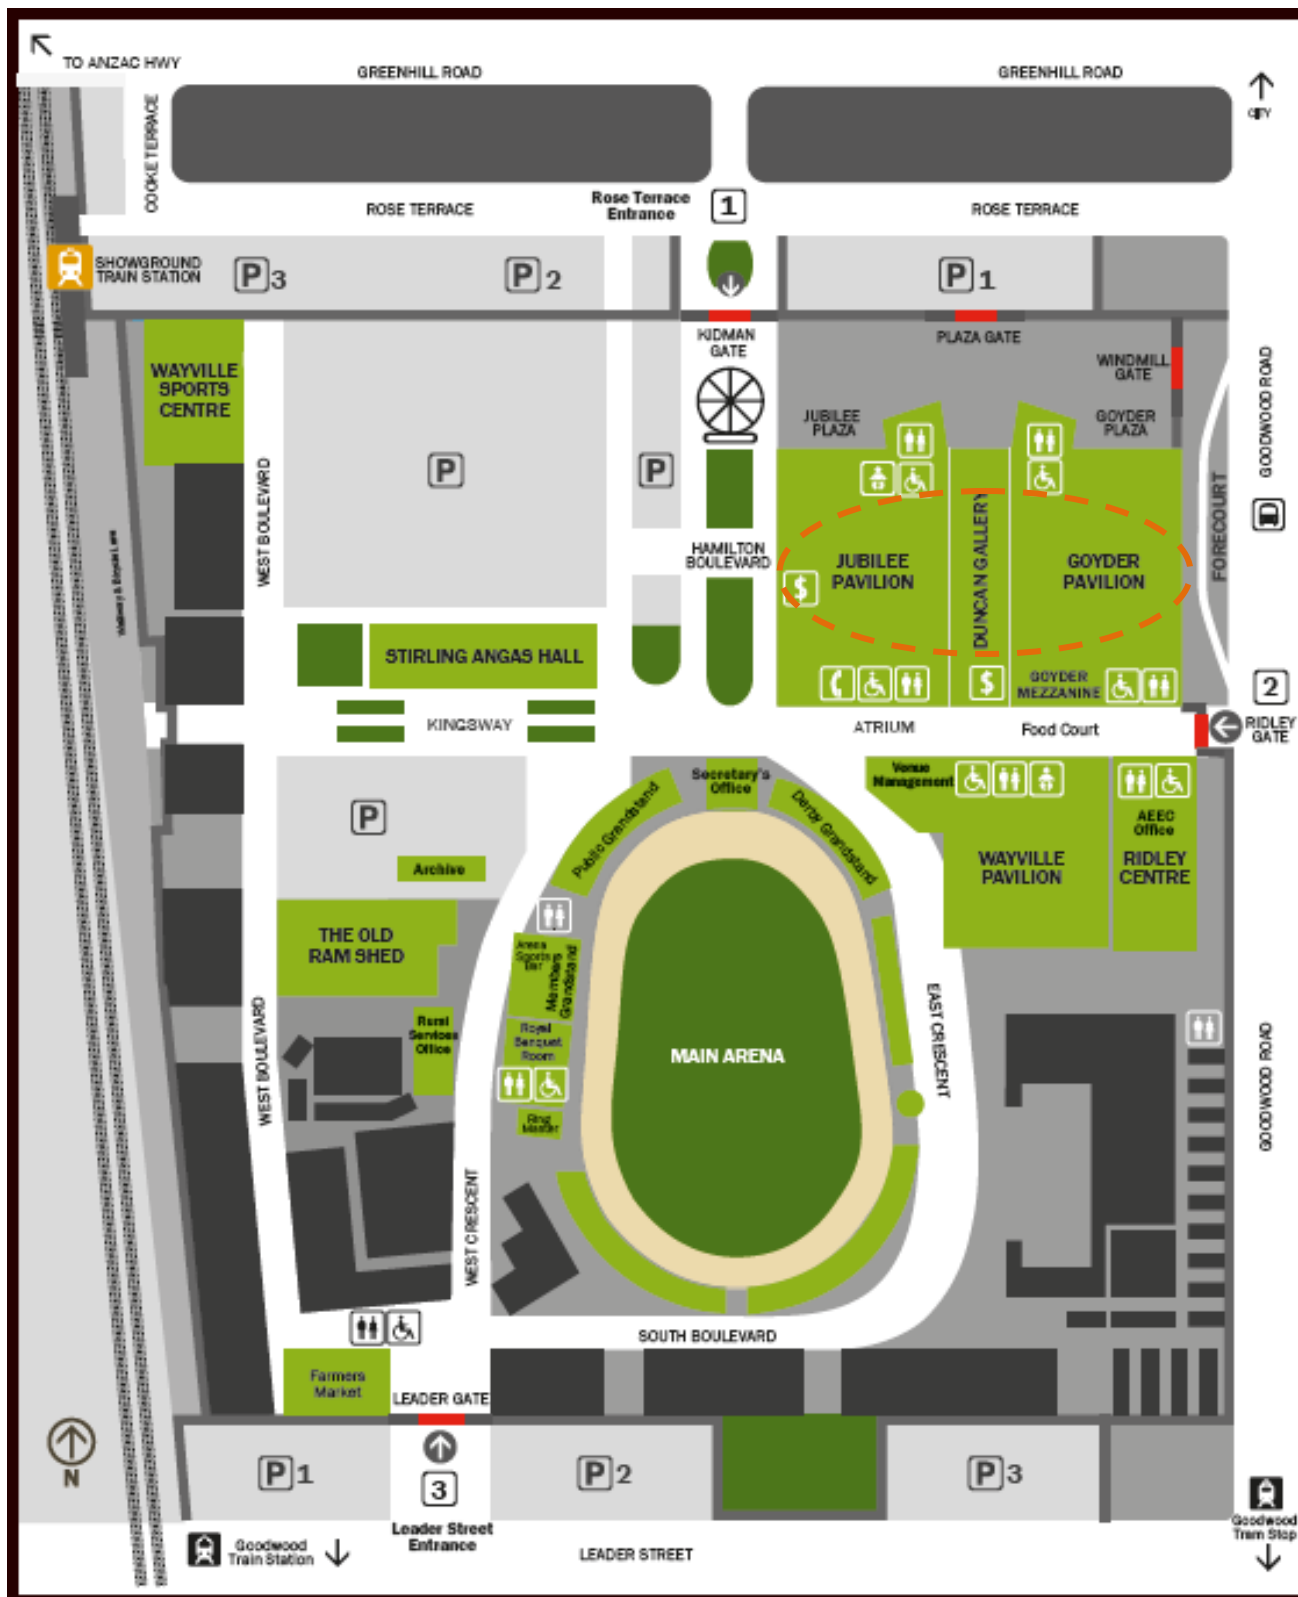 TO ANZAC HWY
GREENHILL ROAD
GREENHILL ROAD
CITY
COOKE TERRACE
Rose Terrace
Entrance
1
ROSE TERRACE
ROSE TERRACE
SHOWGROUND
TRAIN STATION
P3
P2
P1
KIDMAN
GATE
PLAZA GATE
WINDMILL
GATE
WAYVILLE
SPORTS
CENTRE
JUBILEE
PLAZA
GOYDER
PLAZA
GOODWOOD ROAD
P
P
WEST BOULEVARD
FORECOURT
HAMILTON
BOULEVARD
JUBILEE
PAVILION
DUNCAN GALLERY
GOYDER
PAVILION
$
STIRLING ANGAS HALL
$
GOYDER
MEZZANINE
2
RIDLEY
GATE
KINGSWAY
ATRIUM
Food Court
Secretary's
Office
Venue
Management
Public Grandstand
Derby Grandstand
P
AEEC
Office
Archive
WAYVILLE
PAVILION
RIDLEY
CENTRE
THE OLD
RAM SHED
Arena
Sports
Bar
Members
Grandstand
Rural
Services
Office
Royal
Banquet
Room
MAIN ARENA
EAST CRESCENT
WEST BOULEVARD
GOODWOOD ROAD
Ring
Master
WEST CRESCENT
SOUTH BOULEVARD
Farmers
Market
LEADER GATE
N
P1
3
P2
P3
Leader Street
Entrance
Goodwood
Train Station
LEADER STREET
Goodwood
Tram Stop